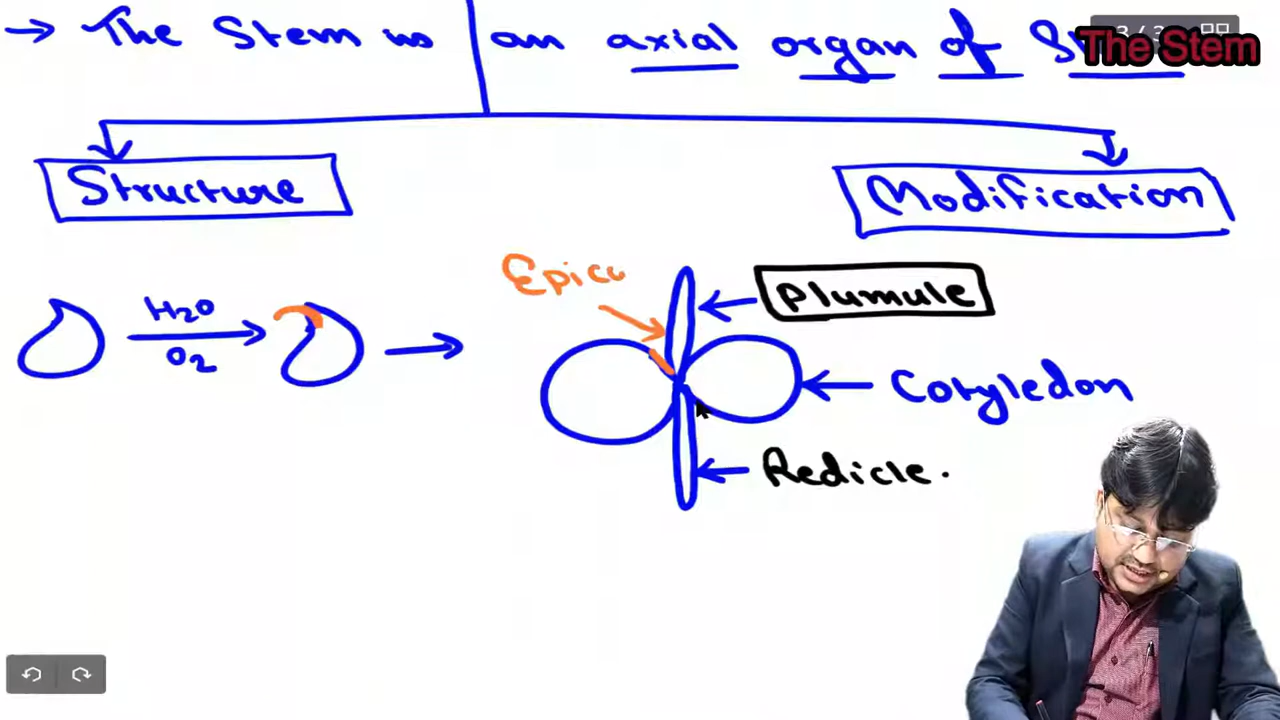 → The Stem is an axial organ of
The Stem
Structure
Modification
Epico
Plumule
H2O
O2
Cotyledon
Redicle.